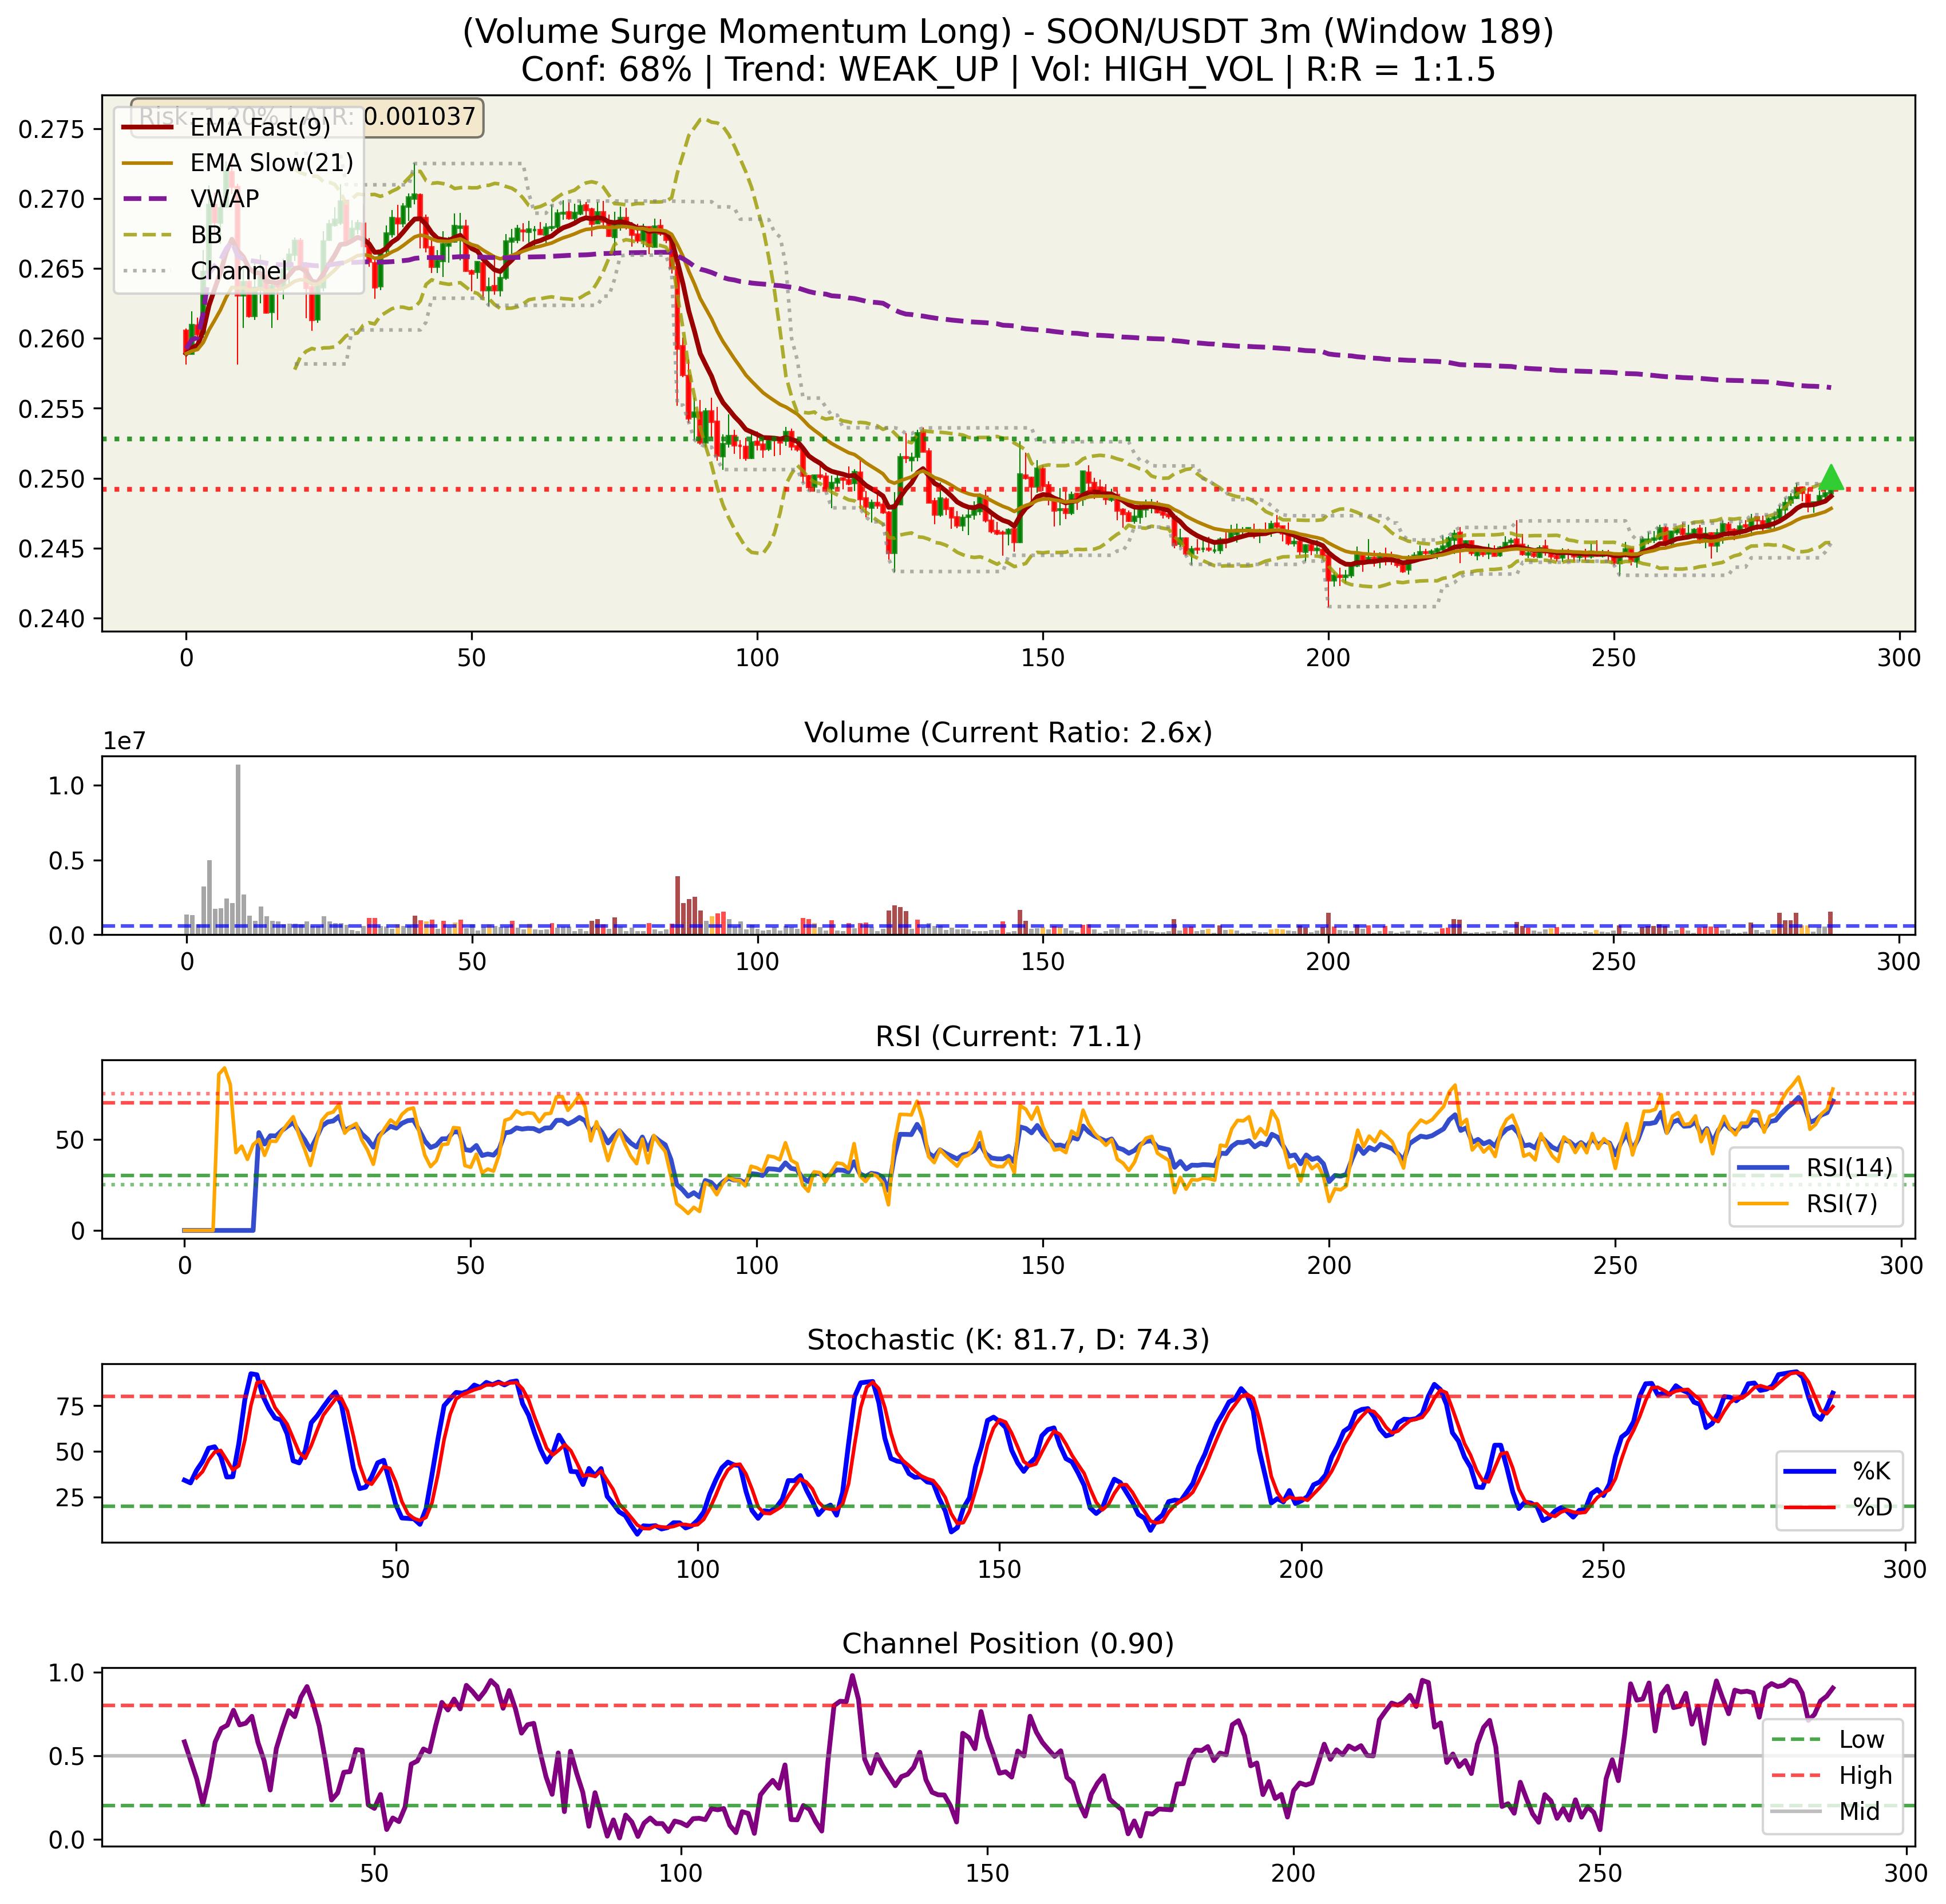 (Volume Surge Momentum Long) - SOON/USDT 3m (Window 189)
Conf: 68% | Trend: WEAK_UP | Vol: HIGH_VOL | R:R = 1:1.5
Risk: 1.20% | ATR: 0.001037
EMA Fast(9)
EMA Slow(21)
VWAP
BB
Channel
0.275
0.270
0.265
0.260
0.255
0.250
0.245
0.240
0 50 100 150 200 250 300
Volume (Current Ratio: 2.6x)
1e7
1.0
0.5
0.0
0 50 100 150 200 250 300
RSI (Current: 71.1)
50
0
RSI(14)
RSI(7)
0 50 100 150 200 250 300
Stochastic (K: 81.7, D: 74.3)
75
50
25
%K
%D
50 100 150 200 250 300
Channel Position (0.90)
1.0
0.5
0.0
Low
High
Mid
50 100 150 200 250 300